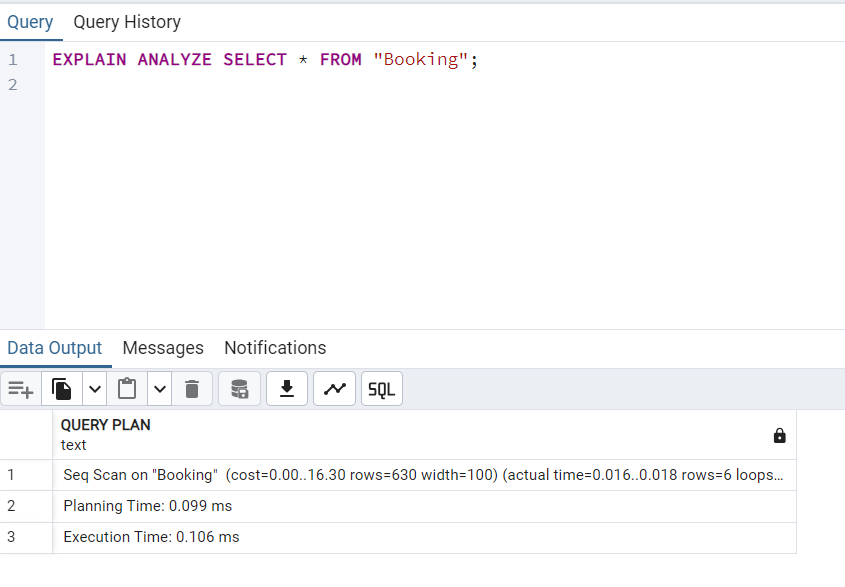 Query Query History
1 EXPLAIN ANALYZE SELECT * FROM "Booking";
2
Data Output Messages Notifications
SQL
QUERY PLAN
text
1 Seq Scan on "Booking" (cost=0.00..16.30 rows=630 width=100) (actual time=0.016..0.018 rows=6 loops...
2 Planning Time: 0.099 ms
3 Execution Time: 0.106 ms